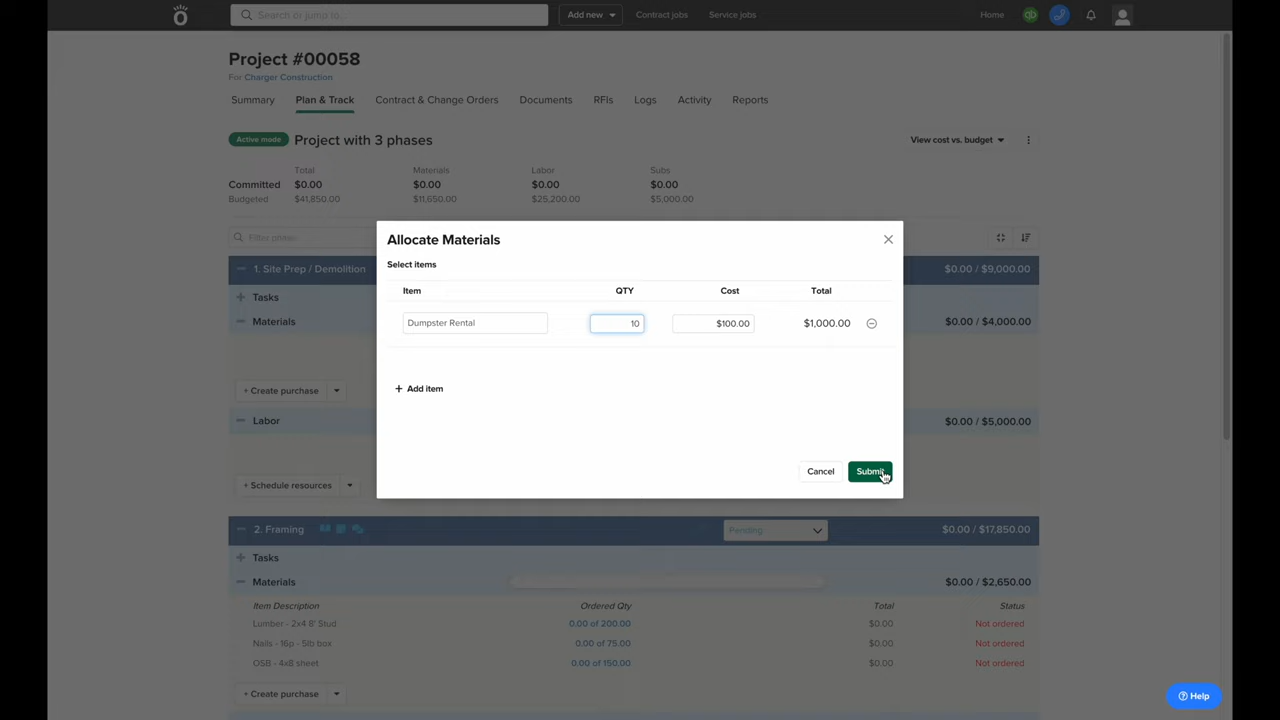 Search or jump to...
Add new
Contract jobs
Service jobs
Home
qb
Project #00058
For Charger Construction
Summary
Plan & Track
Contract & Change Orders
Documents
RFIs
Logs
Activity
Reports
Active mode
Project with 3 phases
View cost vs. budget
Total
Materials
Labor
Subs
Committed
$0.00
$0.00
$0.00
$0.00
Budgeted
$41,850.00
$11,650.00
$25,200.00
$5,000.00
1. Site Prep / Demolition
$0.00 / $9,000.00
Tasks
Materials
$0.00 / $4,000.00
+ Create purchase
Labor
$0.00 / $5,000.00
+ Schedule resources
Allocate Materials
Select items
Item
QTY
Cost
Total
Dumpster Rental
10
$100.00
$1,000.00
+ Add item
Cancel
Submit
2. Framing
Pending
$0.00 / $17,850.00
Tasks
Materials
$0.00 / $2,650.00
Item Description
Ordered Qty
Total
Status
Lumber - 2x4 8' Stud
0.00 of 200.00
$0.00
Not ordered
Nails - 16p - 5lb box
0.00 of 75.00
$0.00
Not ordered
OSB - 4x8 sheet
0.00 of 150.00
$0.00
Not ordered
+ Create purchase
Help